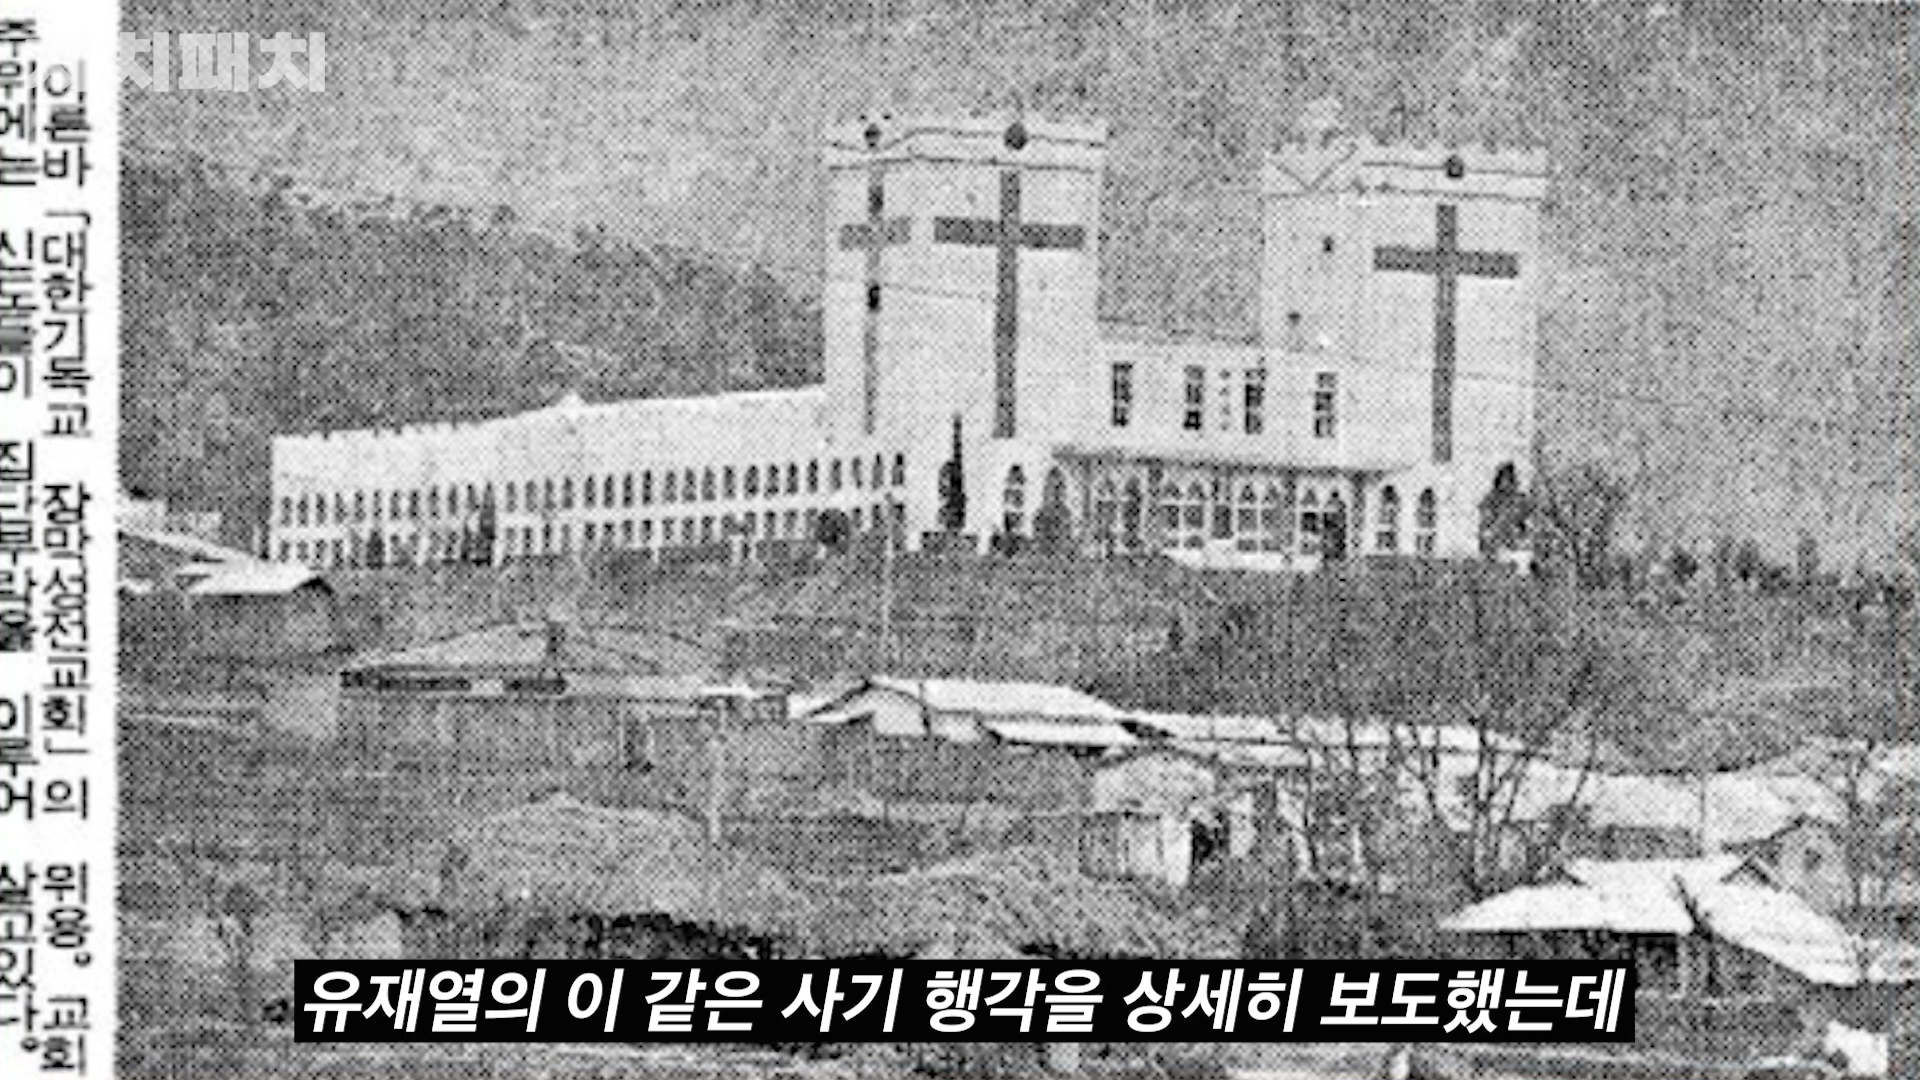 치패치
이른바 「대한기독교 장막성전교회」의 위용。 교회
주위에는 신도들이 집단부락을 이루어 살고있다。
유재열의 이 같은 사기 행각을 상세히 보도했는데